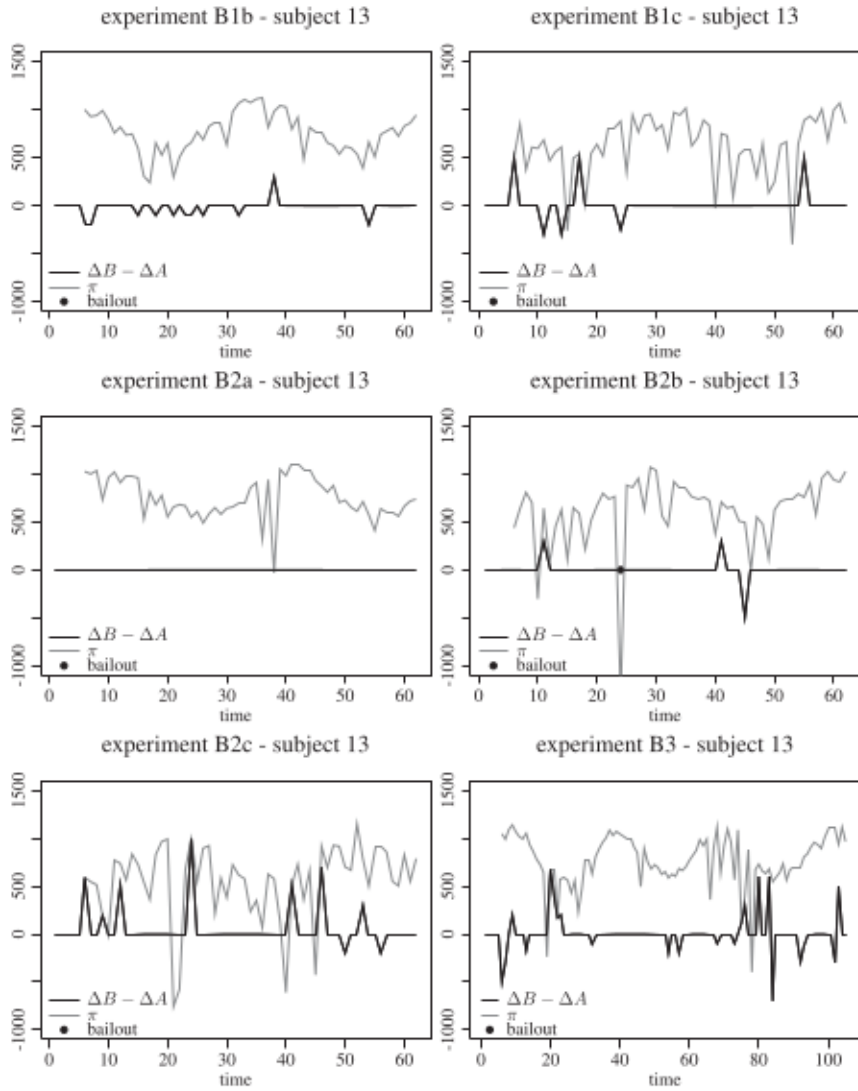 experiment B1b - subject 13
1500
500
0
-1000
ΔB − ΔA
π
bailout
0 10 20 30 40 50 60
time
experiment B1c - subject 13
1500
500
0
-1000
ΔB − ΔA
π
bailout
0 10 20 30 40 50 60
time
experiment B2a - subject 13
1500
500
0
-1000
ΔB − ΔA
π
bailout
0 10 20 30 40 50 60
time
experiment B2b - subject 13
1500
500
0
-1000
ΔB − ΔA
π
bailout
0 10 20 30 40 50 60
time
experiment B2c - subject 13
1500
500
0
-1000
ΔB − ΔA
π
bailout
0 10 20 30 40 50 60
time
experiment B3 - subject 13
1500
500
0
-1000
ΔB − ΔA
π
bailout
0 20 40 60 80 100
time